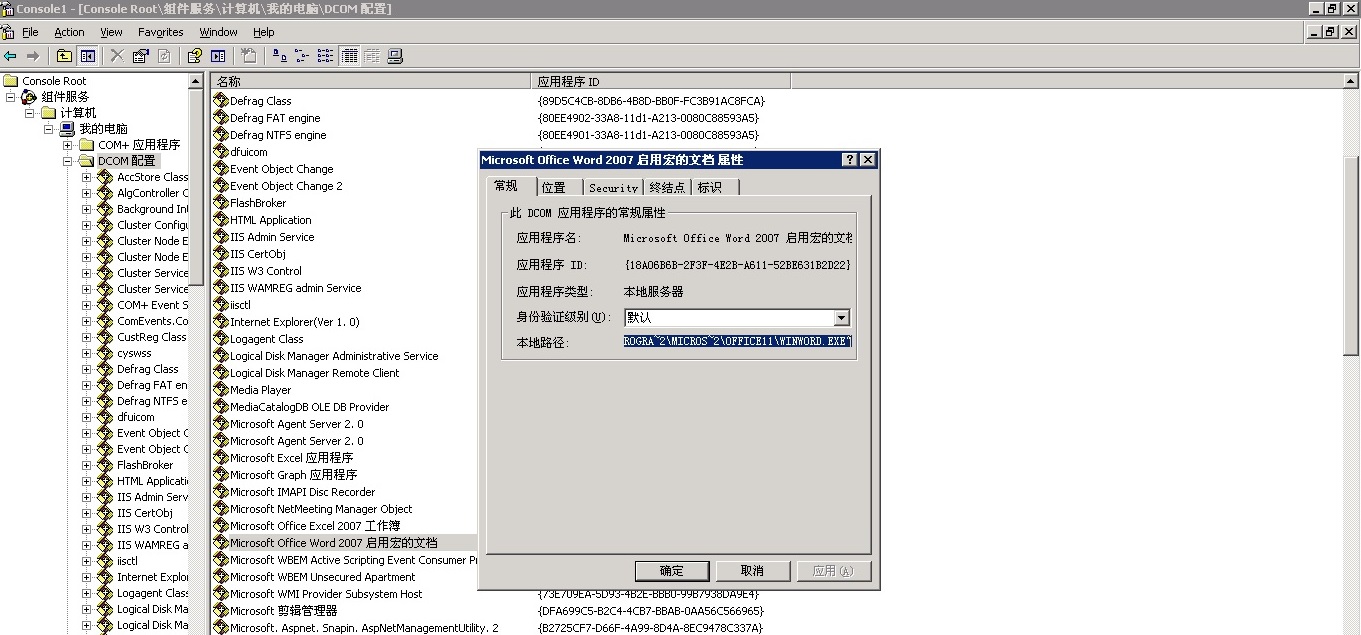 Console1 - [Console Root\组件服务\计算机\我的电脑\DCOM 配置]
File Action View Favorites Window Help
Console Root
组件服务
计算机
我的电脑
COM+ 应用程序
DCOM 配置
AccStore Class
AlgController C
Background In
Cluster Configu
Cluster Node E
Cluster Node E
Cluster Service
Cluster Service
COM+ Event S
ComEvents.Co
CustReg Class
cyswss
Defrag Class
Defrag FAT en
Defrag NTFS e
dfuicom
Event Object C
Event Object C
FlashBroker
HTML Applicati
IIS Admin Serv
IIS CertObj
IIS W3 Control
IIS WAMREG a
iisctl
Internet Explo
Logagent Class
Logical Disk Ma
Logical Disk Ma
名称 应用程序 ID
Defrag Class {89D5C4CB-8DB6-4B8D-BB0F-FC3B91AC8FCA}
Defrag FAT engine {80EE4902-33A8-11d1-A213-0080C88593A5}
Defrag NTFS engine {80EE4901-33A8-11d1-A213-0080C88593A5}
dfuicom
Event Object Change
Event Object Change 2
FlashBroker
HTML Application
IIS Admin Service
IIS CertObj
IIS W3 Control
IIS WAMREG admin Service
iisctl
Internet Explorer(Ver 1.0)
Logagent Class
Logical Disk Manager Administrative Service
Logical Disk Manager Remote Client
Media Player
MediaCatalogDB OLE DB Provider
Microsoft Agent Server 2.0
Microsoft Agent Server 2.0
Microsoft Excel 应用程序
Microsoft Graph 应用程序
Microsoft IMAPI Disc Recorder
Microsoft NetMeeting Manager Object
Microsoft Office Excel 2007 工作簿
Microsoft Office Word 2007 启用宏的文档
Microsoft WBEM Active Scripting Event Consumer Pr
Microsoft WBEM Unsecured Apartment
Microsoft WMI Provider Subsystem Host {73E709EA-5D93-4B2E-BBB0-99B7938DA9E4}
Microsoft 剪辑管理器 {DFA699C5-B2C4-4CB7-BBAB-0AA56C566965}
Microsoft.Aspnet.Snapin.AspNetManagementUtility.2 {B2725CF7-D66F-4A99-8D4A-8EC9478C337A}
Microsoft Office Word 2007 启用宏的文档 属性
常规 位置 Security 终结点 标识
此 DCOM 应用程序的常规属性
应用程序名: Microsoft Office Word 2007 启用宏的文档
应用程序 ID: {18A06B6B-2F3F-4E2B-A611-52BE631B2D22}
应用程序类型: 本地服务器
身份验证级别(U): 默认
本地路径: ROGRA~2\MICROS~2\OFFICE11\WINWORD.EXE"
确定 取消 应用(A)